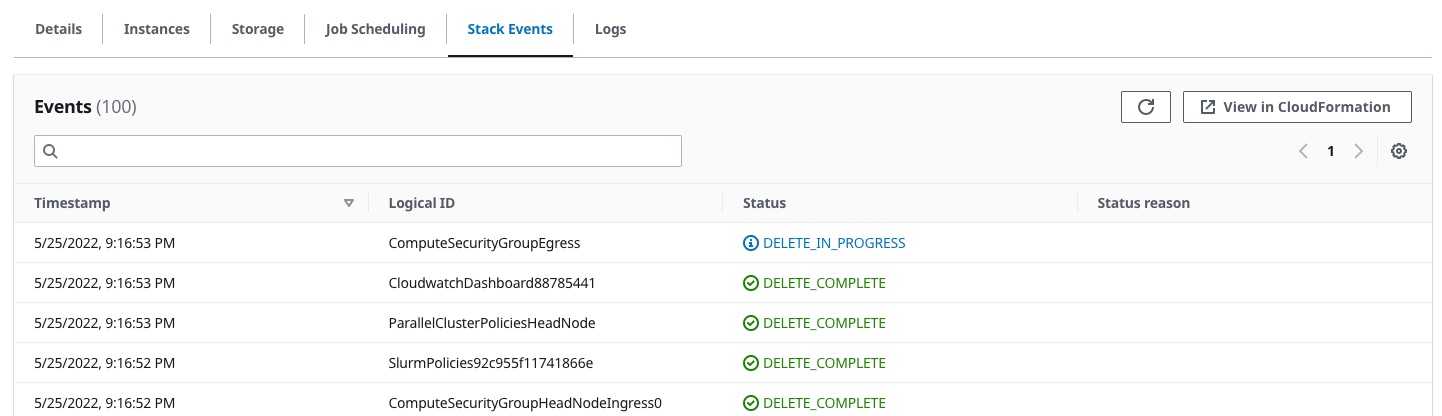 Details Instances Storage Job Scheduling Stack Events Logs
Events (100) View in CloudFormation
1
Timestamp Logical ID Status Status reason
5/25/2022, 9:16:53 PM ComputeSecurityGroupEgress DELETE_IN_PROGRESS
5/25/2022, 9:16:53 PM CloudwatchDashboard88785441 DELETE_COMPLETE
5/25/2022, 9:16:53 PM ParallelClusterPoliciesHeadNode DELETE_COMPLETE
5/25/2022, 9:16:52 PM SlurmPolicies92c955f11741866e DELETE_COMPLETE
5/25/2022, 9:16:52 PM ComputeSecurityGroupHeadNodeIngress0 DELETE_COMPLETE